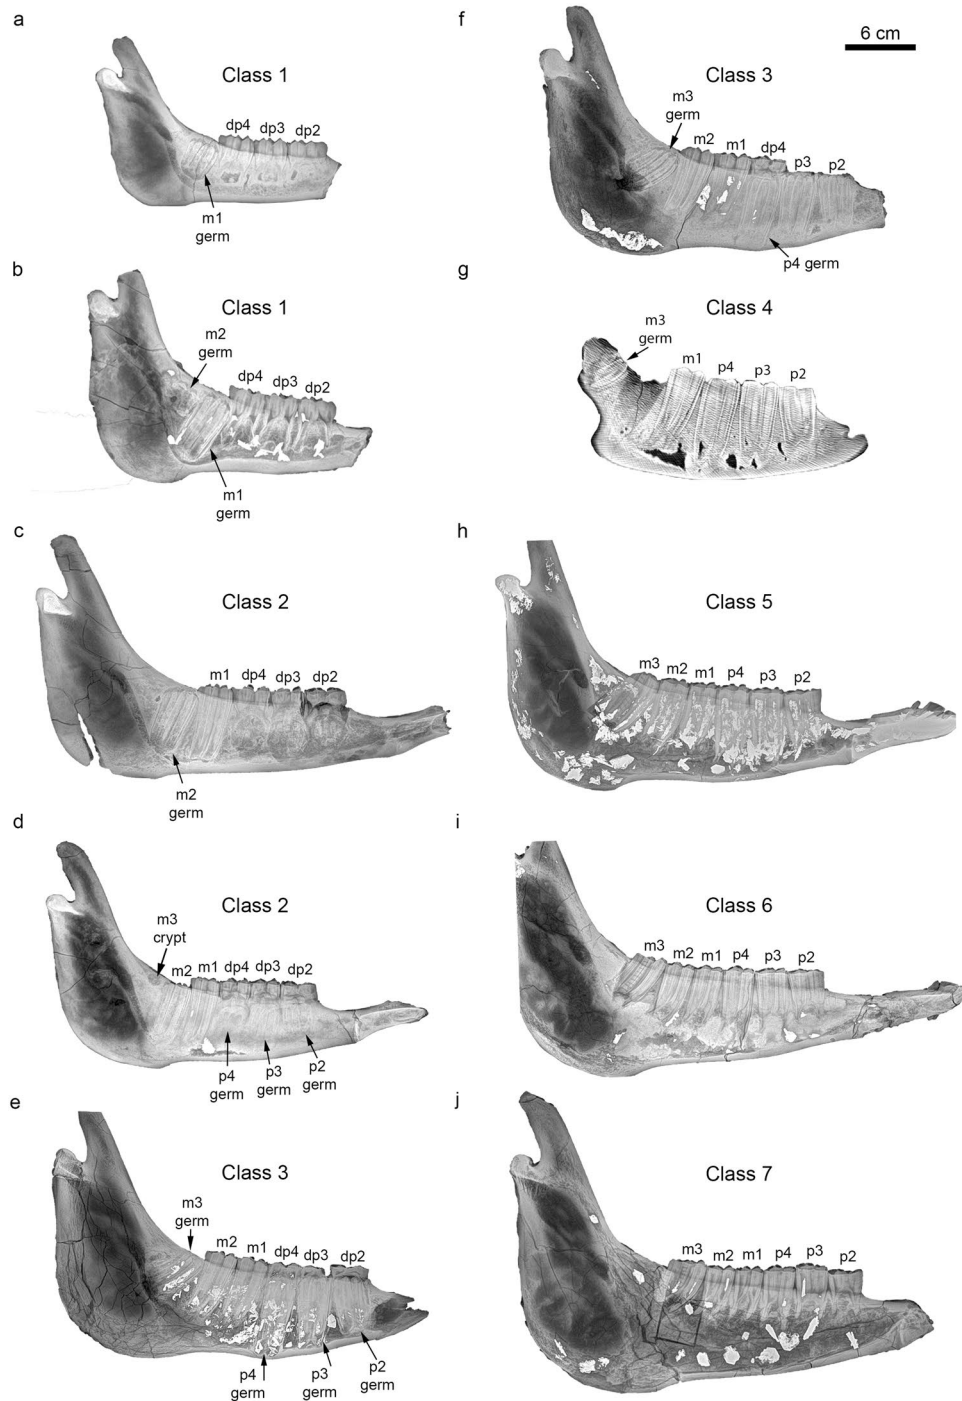 a
Class 1
dp4 dp3 dp2
m1
germ
b
Class 1
m2
germ
dp4 dp3 dp2
m1
germ
c
Class 2
m1 dp4 dp3 dp2
m2
germ
d
Class 2
m3
crypt
m2 m1 dp4 dp3 dp2
p4
germ
p3
germ
p2
germ
e
Class 3
m3
germ
m2 m1 dp4 dp3 dp2
p4
germ
p3
germ
p2
germ
f
6 cm
Class 3
m3
germ
m2 m1 dp4 p3 p2
p4 germ
g
Class 4
m3
germ
m1 p4 p3 p2
h
Class 5
m3 m2 m1 p4 p3 p2
i
Class 6
m3 m2 m1 p4 p3 p2
j
Class 7
m3 m2 m1 p4 p3 p2